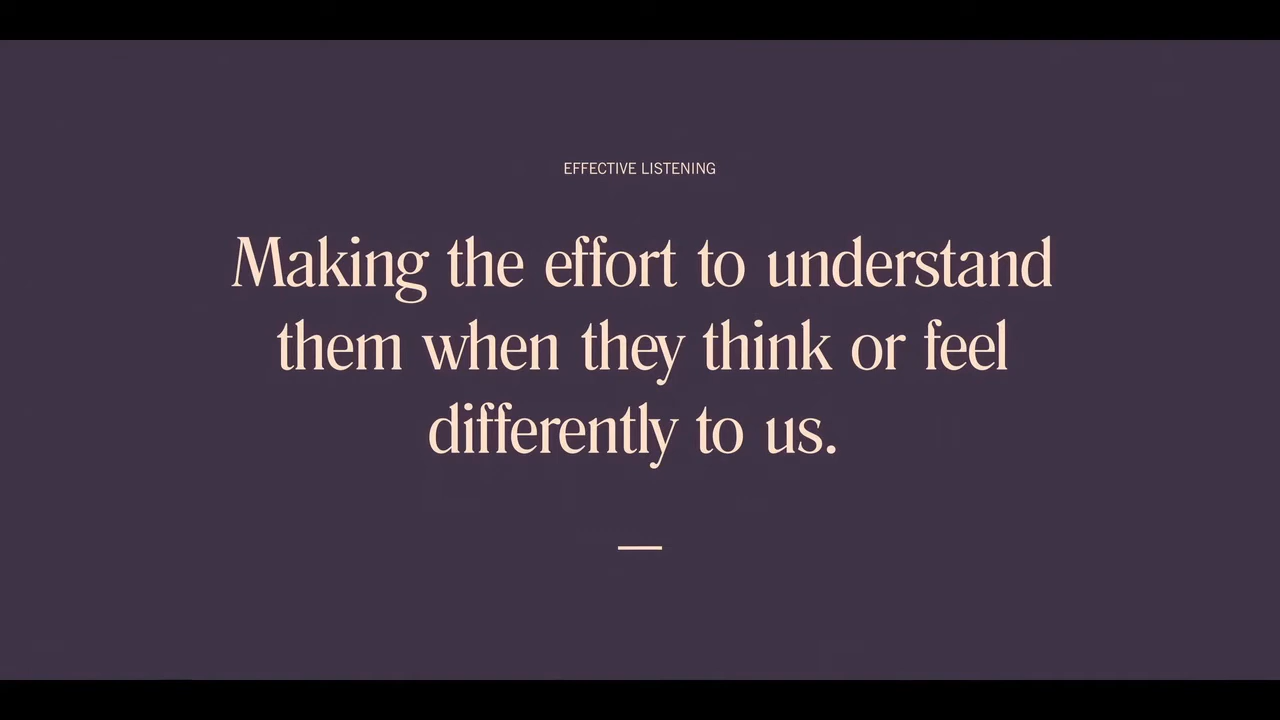 EFFECTIVE LISTENING
Making the effort to understand
them when they think or feel
differently to us.